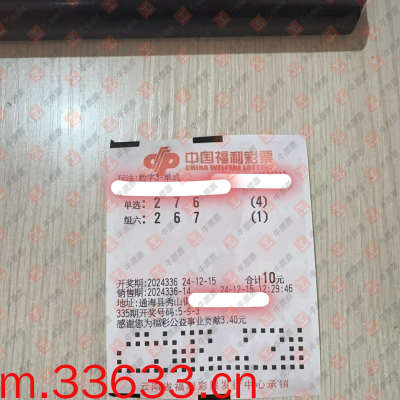 中国福利彩票
CHINA WELFARE LOTTERY
单选: 2 7 6 (4)
组六: 2 6 7 (1)
开奖期:2024336 24-12-15 合计10元
销售期:2024336-14 24-12-15 12:29:46
地址:通海县秀山
335期开奖号码:5-5-3
感谢您为福彩公益事业贡献3.40元
m.33633.cn